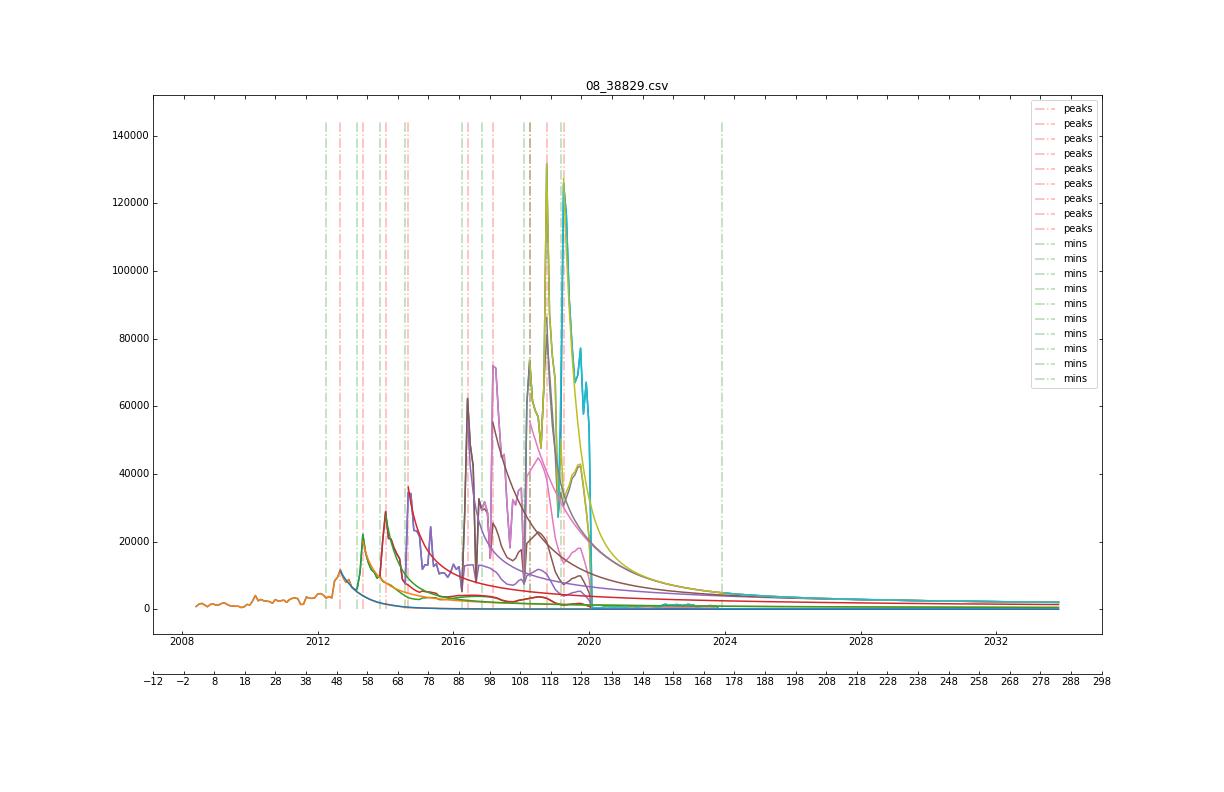 08_38829.csv
140000
120000
100000
80000
60000
40000
20000
0
peaks
peaks
peaks
peaks
peaks
peaks
peaks
peaks
peaks
mins
mins
mins
mins
mins
mins
mins
mins
mins
mins
2008 2012 2016 2020 2024 2028 2032
−12 −2 8 18 28 38 48 58 68 78 88 98 108 118 128 138 148 158 168 178 188 198 208 218 228 238 248 258 268 278 288 298